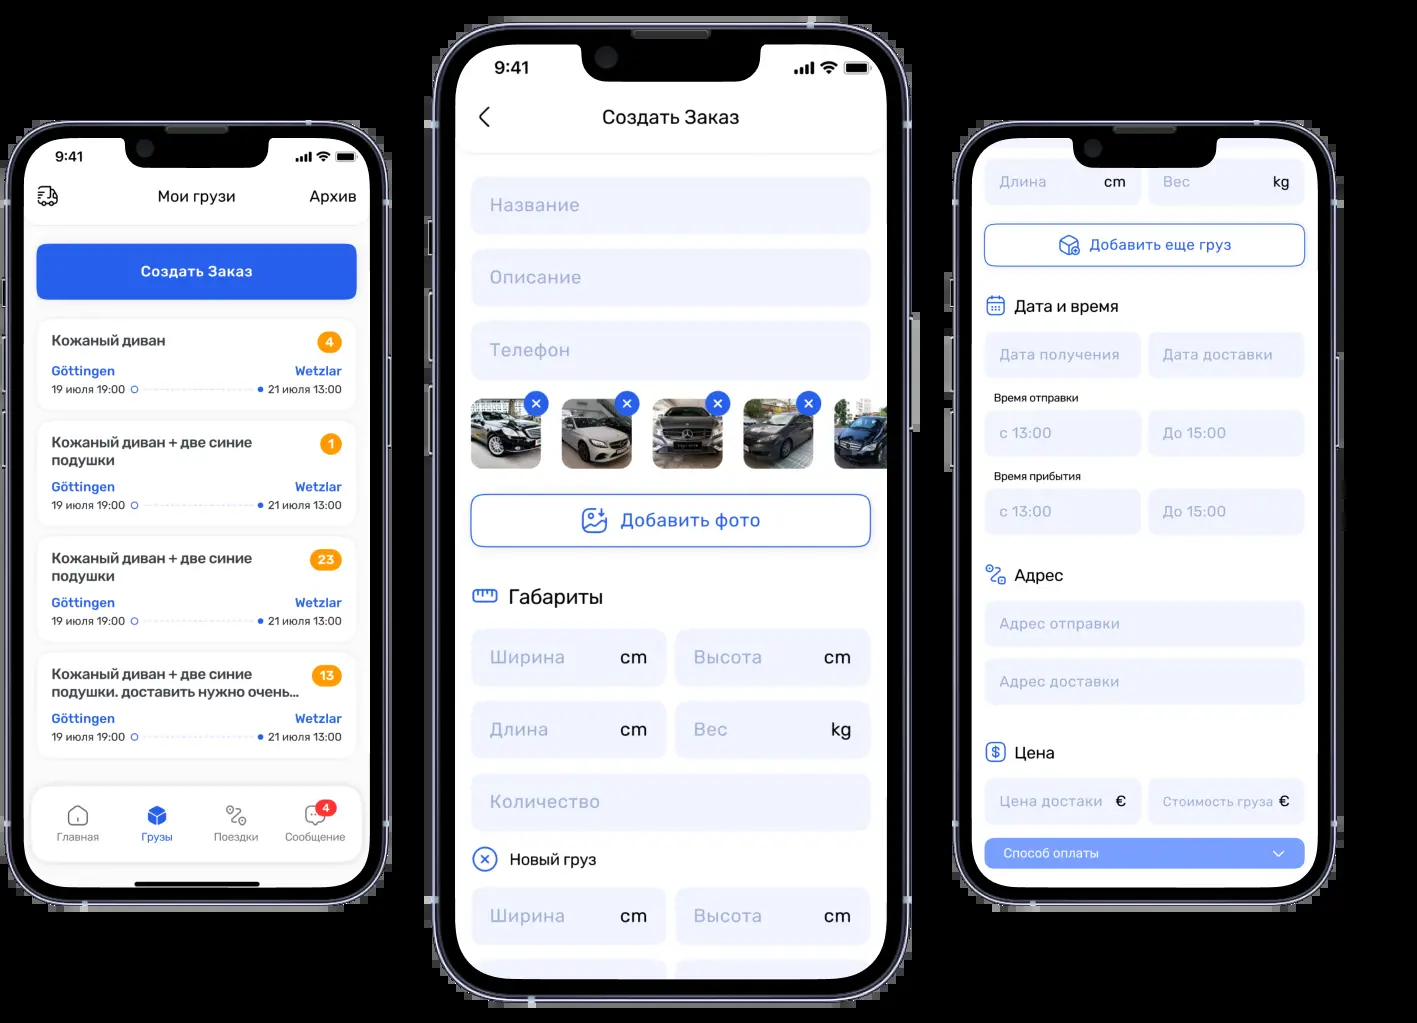 9:41
Мои грузи
Архив
Создать Заказ
Кожаный диван
4
Göttingen
Wetzlar
19 июля 19:00
21 июля 13:00
Кожаный диван + две синие
подушки
1
Göttingen
Wetzlar
19 июля 19:00
21 июля 13:00
Кожаный диван + две синие
подушки
23
Göttingen
Wetzlar
19 июля 19:00
21 июля 13:00
Кожаный диван + две синие
подушки. доставить нужно очень...
13
Göttingen
Wetzlar
19 июля 19:00
21 июля 13:00
4
Главная
Грузы
Поездки
Сообщение
9:41
Создать Заказ
Название
Описание
Телефон
Добавить фото
Габариты
Ширина cm
Высота cm
Длина cm
Вес kg
Количество
Новый груз
Ширина cm
Высота cm
Длина cm
Вес kg
Добавить еще груз
Дата и время
Дата получения
Дата доставки
Время отправки
с 13:00
До 15:00
Время прибытия
с 13:00
До 15:00
Адрес
Адрес отправки
Адрес доставки
$ Цена
Цена достаки €
Стоимость груза €
Способ оплаты